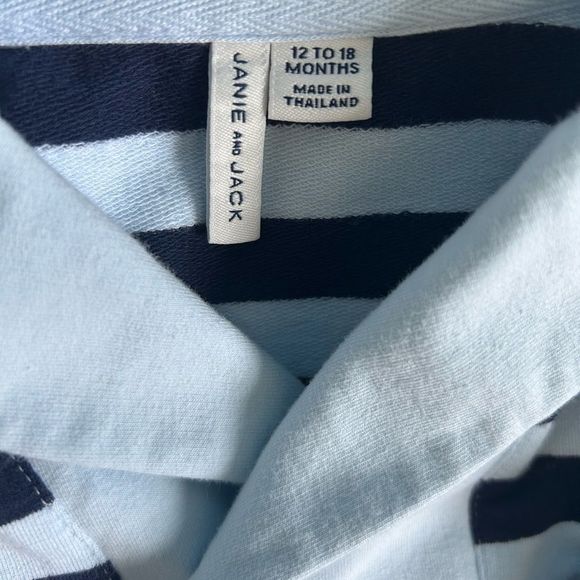 JANIE AND JACK
12 TO 18
MONTHS
MADE IN
THAILAND